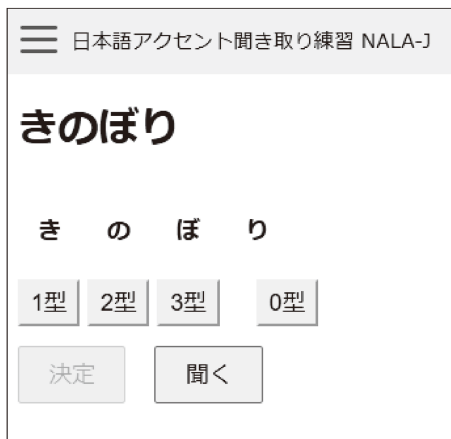 日本語アクセント聞き取り練習 NALA-J
きのぼり
き の ぼ り
1型 2型 3型 0型
決定 聞く